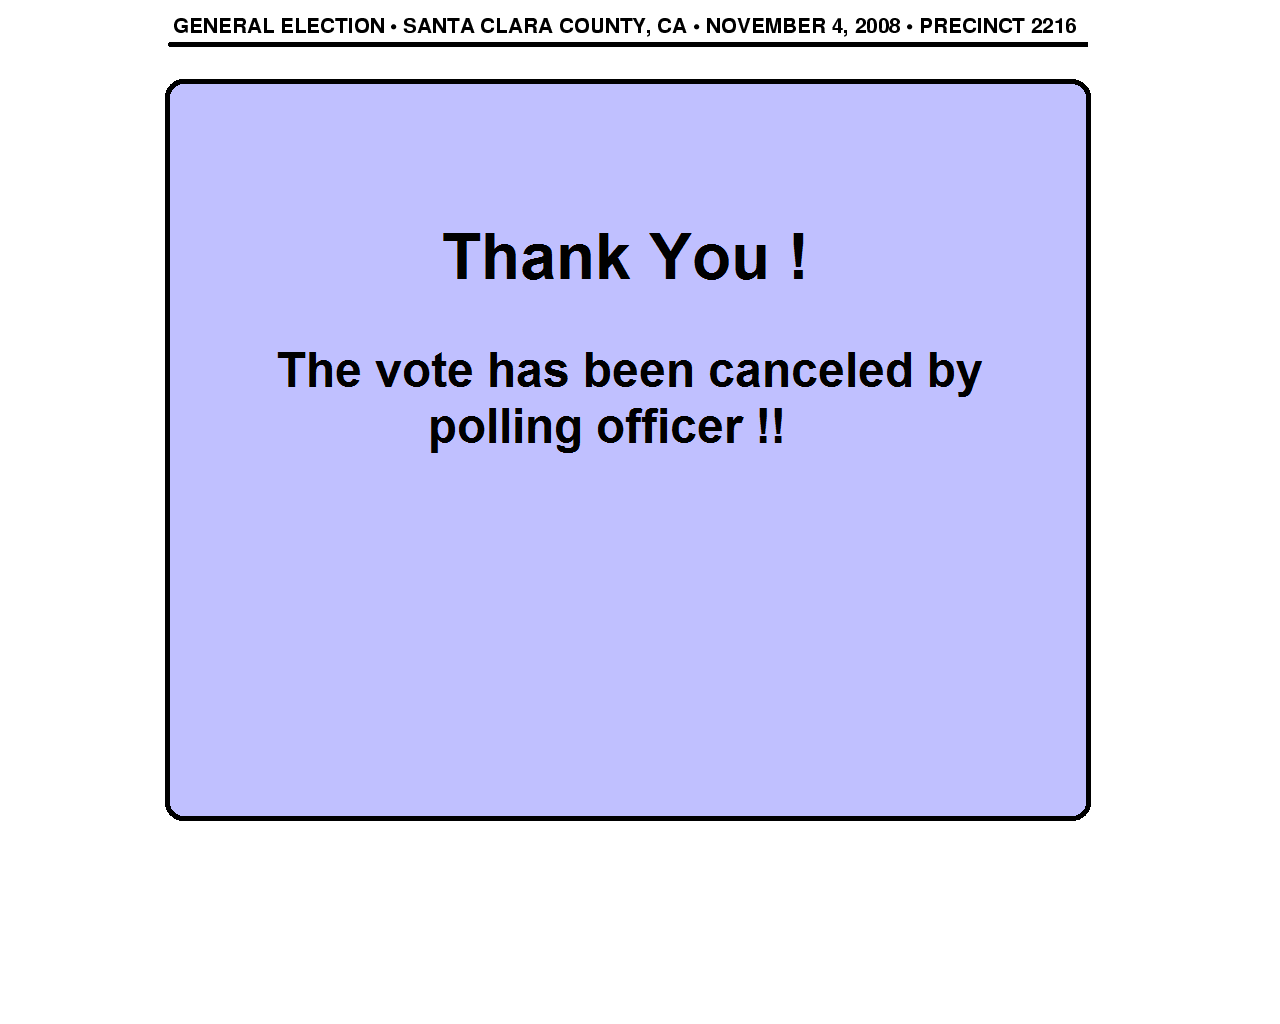 GENERAL ELECTION • SANTA CLARA COUNTY, CA • NOVEMBER 4, 2008 • PRECINCT 2216
Thank You !
The vote has been canceled by
polling officer !!